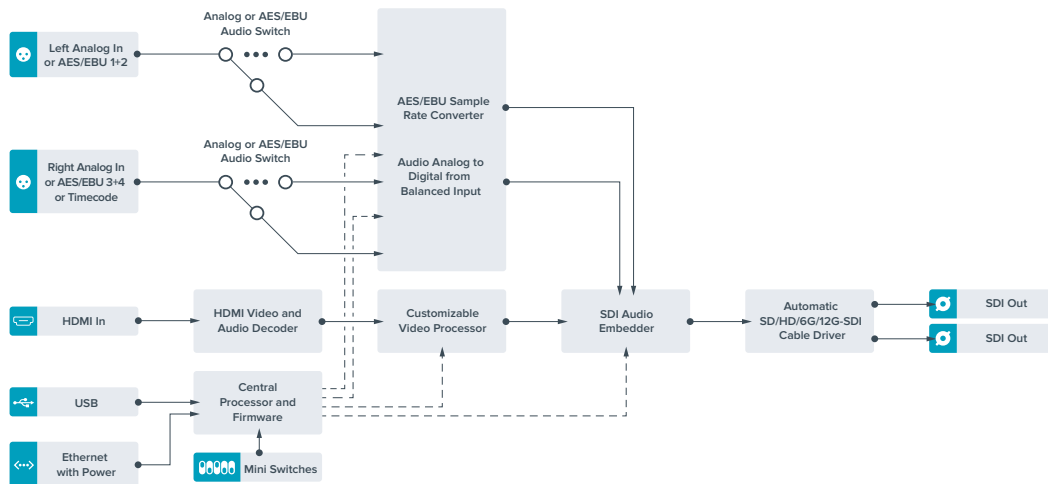 Analog or AES/EBU
Audio Switch
Left Analog In
or AES/EBU 1+2
AES/EBU Sample
Rate Converter
Analog or AES/EBU
Audio Switch
Right Analog In
or AES/EBU 3+4
or Timecode
Audio Analog to
Digital from
Balanced Input
HDMI In
HDMI Video and
Audio Decoder
Customizable
Video Processor
SDI Audio
Embedder
Automatic
SD/HD/6G/12G-SDI
Cable Driver
SDI Out
SDI Out
USB
Central
Processor and
Firmware
Ethernet
with Power
Mini Switches